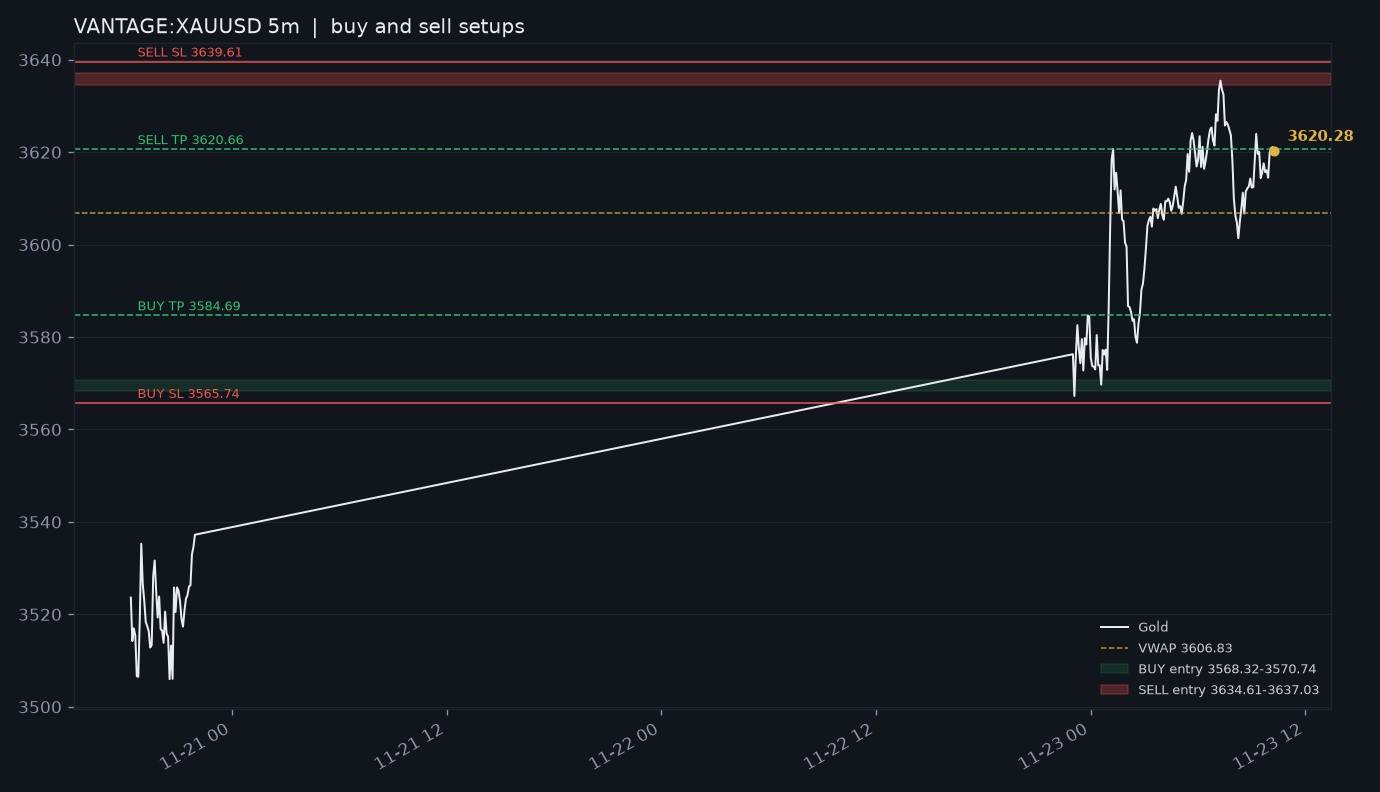 VANTAGE:XAUUSD 5m | buy and sell setups
SELL SL 3639.61
SELL TP 3620.66
3620.28
BUY TP 3584.69
BUY SL 3565.74
3640
3620
3600
3580
3560
3540
3520
3500
Gold
VWAP 3606.83
BUY entry 3568.32-3570.74
SELL entry 3634.61-3637.03
11-21 00
11-21 12
11-22 00
11-22 12
11-23 00
11-23 12